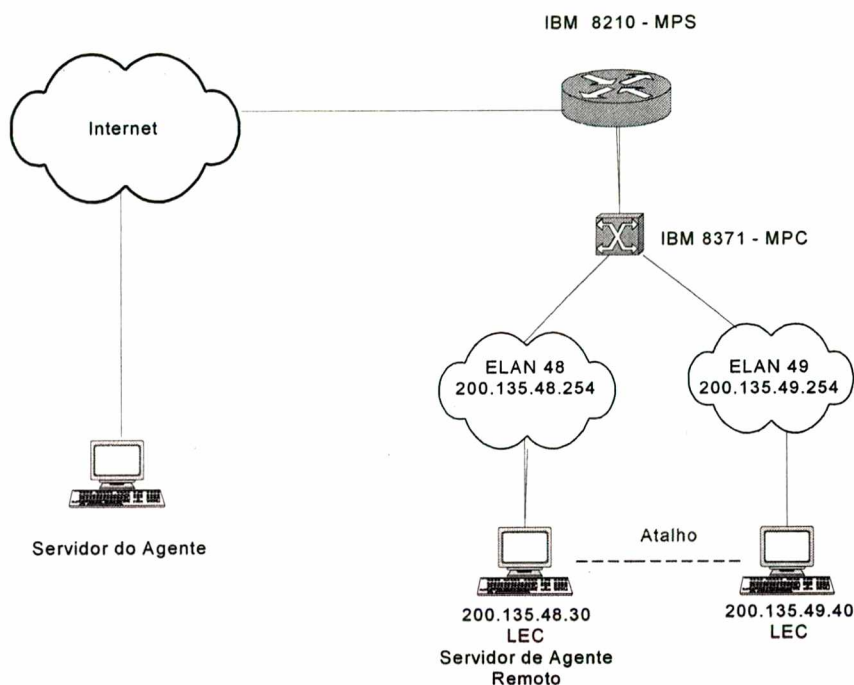 IBM 8210 - MPS
Internet
IBM 8371 - MPC
ELAN 48
200.135.48.254
ELAN 49
200.135.49.254
Servidor do Agente
Atalho
200.135.48.30
LEC
Servidor de Agente
Remoto
200.135.49.40
LEC